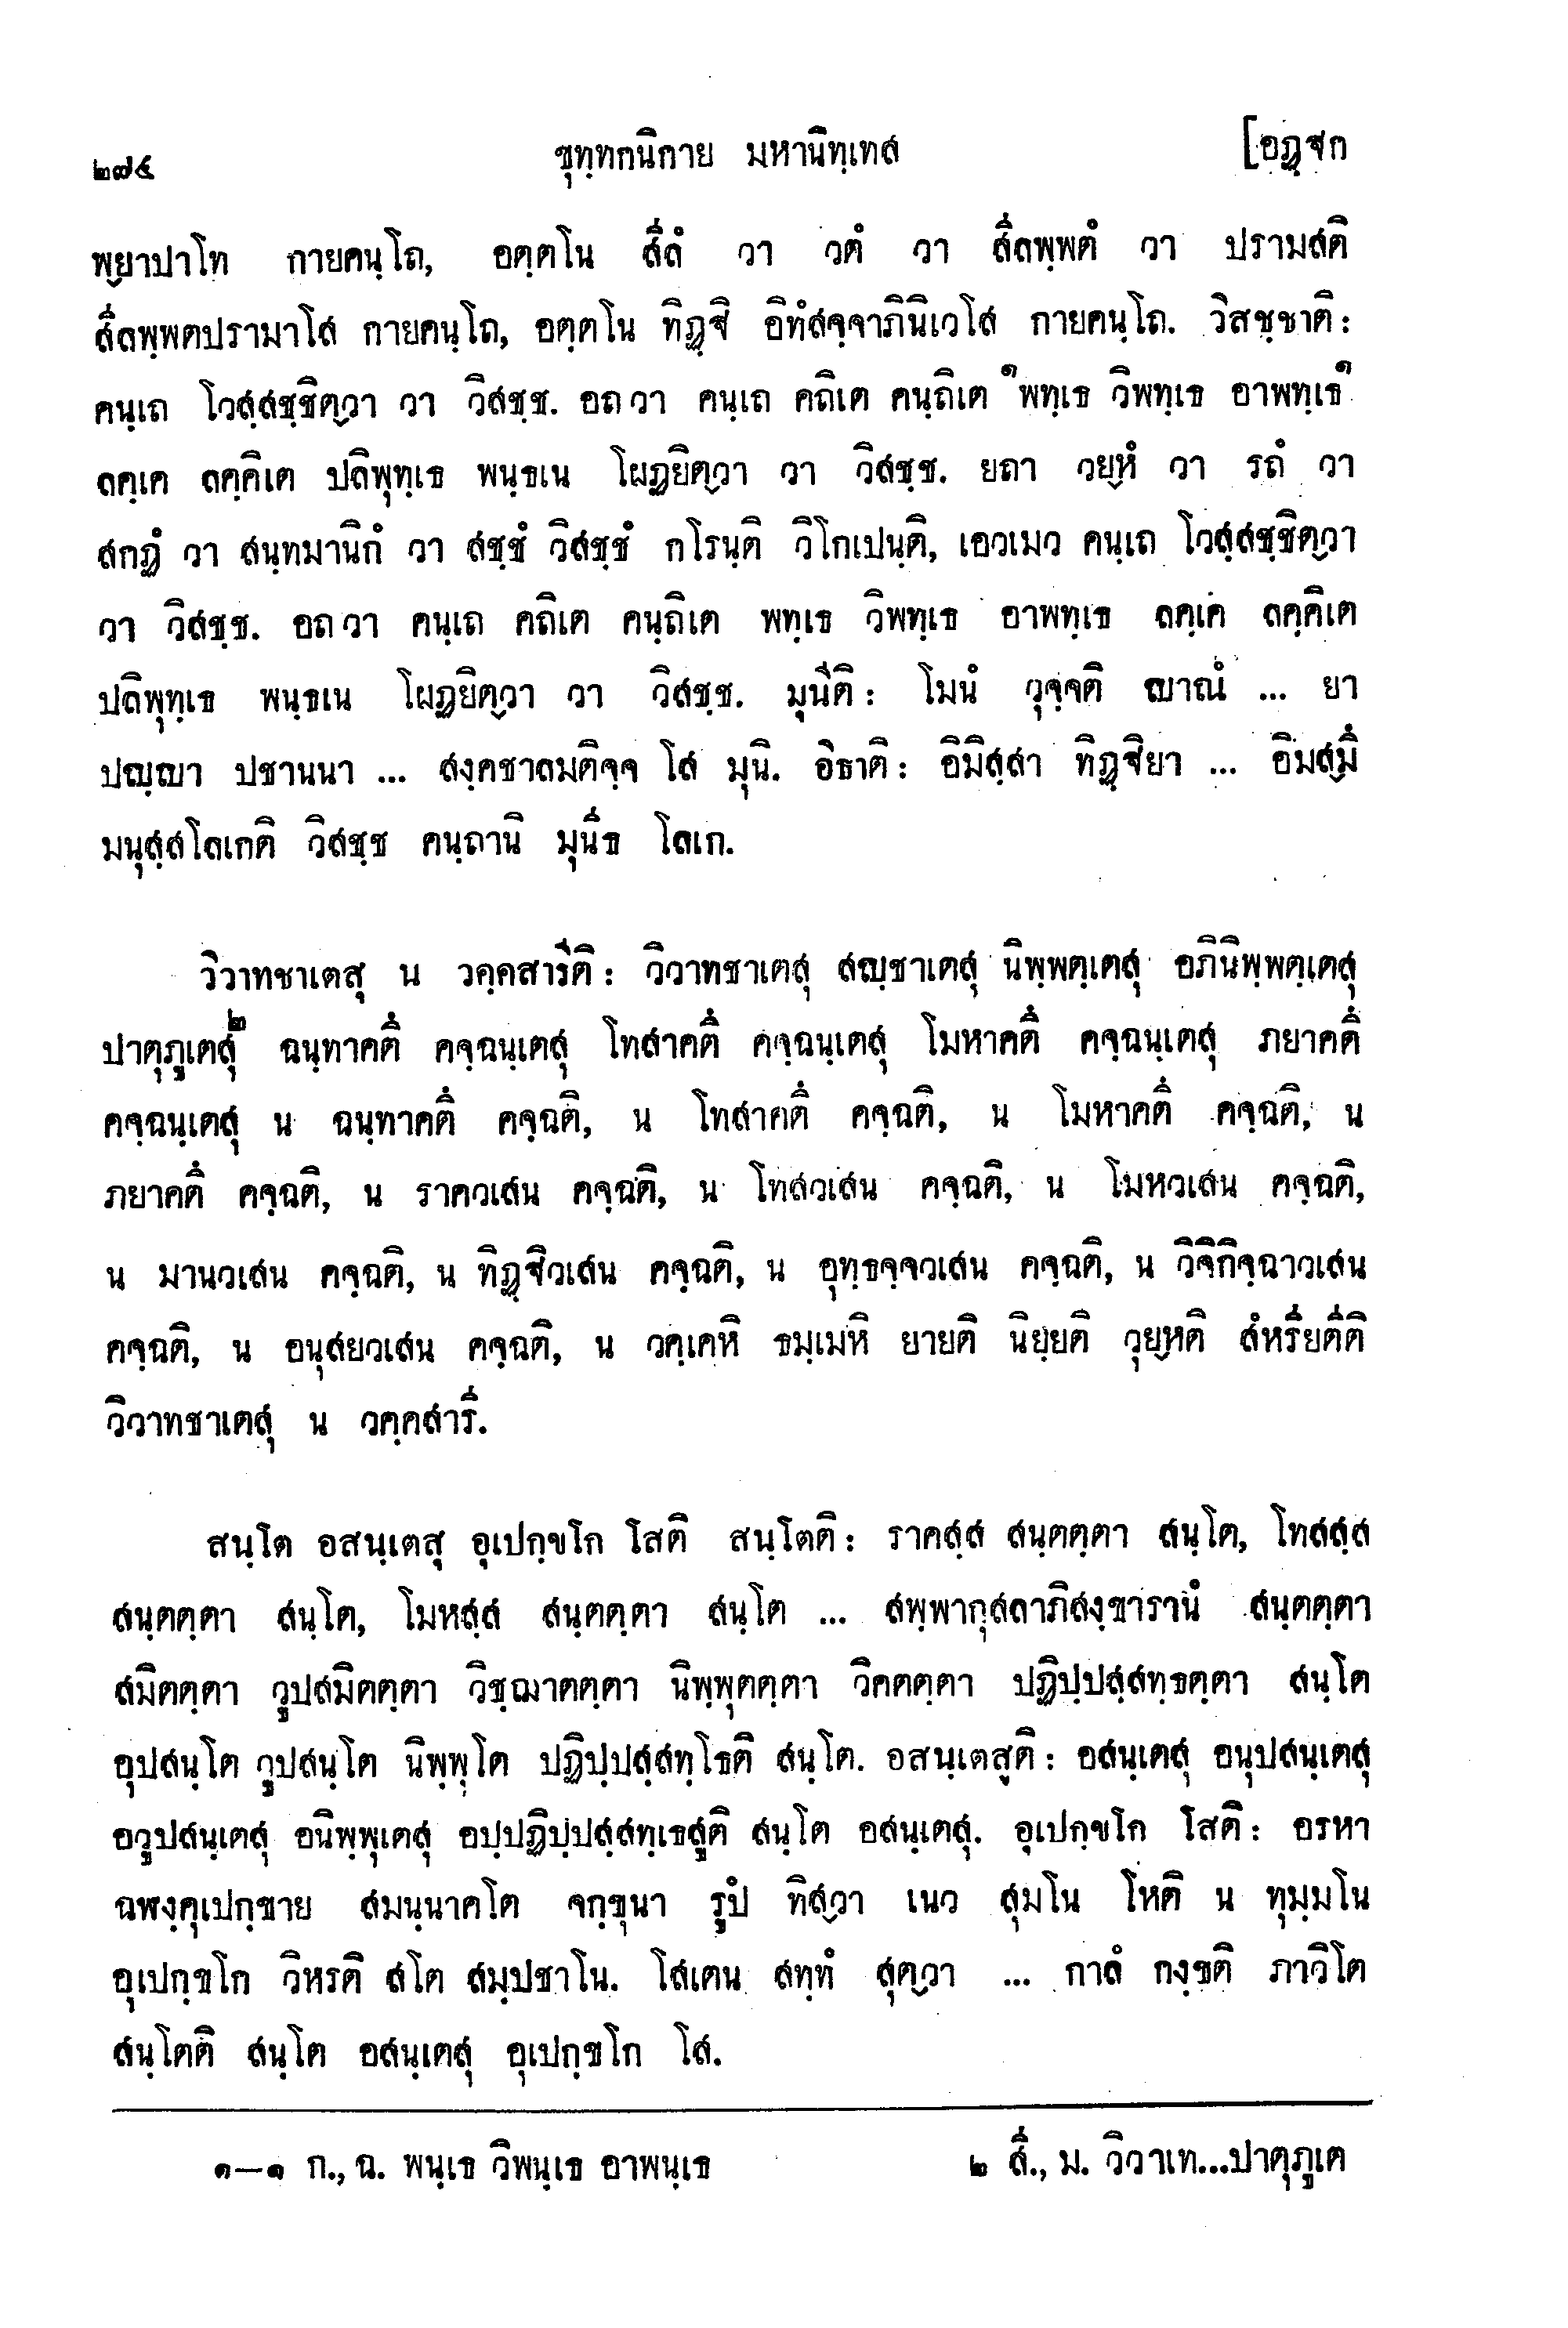 ๒๗๔ ขุทฺทกนิกาย มหานิทฺเทส [อฏฺฐก
พฺยาปาโท กายคนฺโถ, อตฺตโน สีลํ วา วตํ วา สีลพฺพตํ วา ปรามสติ
สีลพฺพตปรามาโส กายคนฺโถ, อตฺตโน ทิฏฺฐิ อิทํสจฺจาภินิเวโส กายคนฺโถ. วิสชฺชาติ:
คนฺเถ โวสฺสชฺชิตฺวา วา วิสชฺช. อถ วา คนฺเถ คถิเต คนฺถิเต ๑พทฺเธ วิพทฺเธ อาพทฺเธ๑
ลคฺเค ลคฺคิเต ปลิพุทฺเธ พนฺธเน โผฏยิตฺวา วา วิสชฺช. ยถา วยฺหํ วา รถํ วา
สกฏํ วา สนฺทมานิกํ วา สชฺชํ วิสชฺชํ กโรนฺติ วิโกเปนฺติ, เอวเมว คนฺเถ โวสฺสชฺชิตฺวา
วา วิสชฺช. อถ วา คนฺเถ คถิเต คนฺถิเต พทฺเธ วิพทฺเธ อาพทฺเธ ลคฺเค ลคฺคิเต
ปลิพุทฺเธ พนฺธเน โผฏยิตฺวา วา วิสชฺช. มุนีติ: โมนํ วุจฺจติ ญาณํ ... ยา
ปญฺญา ปชานนา ... สงฺคชาลมติจฺจ โส มุนิ. อิธาติ: อิมิสฺสา ทิฏฺฐิยา ... อิมสฺมึ
มนุสฺสโลเกติ วิสชฺช คนฺถานิ มุนีธ โลเก.
วิวาทชาเตสุ น วคฺคสารีติ: วิวาทชาเตสุ สญฺชาเตสุ นิพฺพตฺเตสุ อภินิพฺพตฺเตสุ
ปาตุภูเตสุ๒ ฉนฺทาคตึ คจฺฉนฺเตสุ โทสาคตึ คจฺฉนฺเตสุ โมหาคตึ คจฺฉนฺเตสุ ภยาคตึ
คจฺฉนฺเตสุ น ฉนฺทาคตึ คจฺฉติ, น โทสาคตึ คจฺฉติ, น โมหาคตึ คจฺฉติ, น
ภยาคตึ คจฺฉติ, น ราควเสน คจฺฉติ, น โทสวเสน คจฺฉติ, น โมหวเสน คจฺฉติ,
น มานวเสน คจฺฉติ, น ทิฏฺฐิวเสน คจฺฉติ, น อุทฺธจฺจวเสน คจฺฉติ, น วิจิกิจฺฉาวเสน
คจฺฉติ, น อนุสยวเสน คจฺฉติ, น วคฺเคหิ ธมฺเมหิ ยายติ นิยฺยติ วุยฺหติ สํหรียตีติ
วิวาทชาเตสุ น วคฺคสารี.
สนฺโต อสนฺเตสุ อุเปกฺขโก โสติ สนฺโตติ: ราคสฺส สนฺตตฺตา สนฺโต, โทสสฺส
สนฺตตฺตา สนฺโต, โมหสฺส สนฺตตฺตา สนฺโต ... สพฺพากุสลาภิสงฺขารานํ สนฺตตฺตา
สมิตตฺตา วูปสมิตตฺตา วิชฺฌาตตฺตา นิพฺพุตตฺตา วิคตตฺตา ปฏิปฺปสฺสทฺธตฺตา สนฺโต
อุปสนฺโต วูปสนฺโต นิพฺพุโต ปฏิปฺปสฺสทฺโธติ สนฺโต. อสนฺเตสูติ: อสนฺเตสุ อนุปสนฺเตสุ
อวูปสนฺเตสุ อนิพฺพุเตสุ อปฺปฏิปฺปสฺสทฺเธสูติ สนฺโต อสนฺเตสุ. อุเปกฺขโก โสติ: อรหา
ฉฬงฺคุเปกฺขาย สมนฺนาคโต จกฺขุนา รูปํ ทิสฺวา เนว สุมโน โหติ น ทุมฺมโน
อุเปกฺขโก วิหรติ สโต สมฺปชาโน. โสเตน สทฺทํ สุตฺวา ... กาลํ กงฺขติ ภาวิโต
สนฺโตติ สนฺโต อสนฺเตสุ อุเปกฺขโก โส.
๑—๑ ก., ฉ. พนฺเธ วิพนฺเธ อาพนฺเธ ๒ สี., ม. วิวาเท...ปาตุภูเต